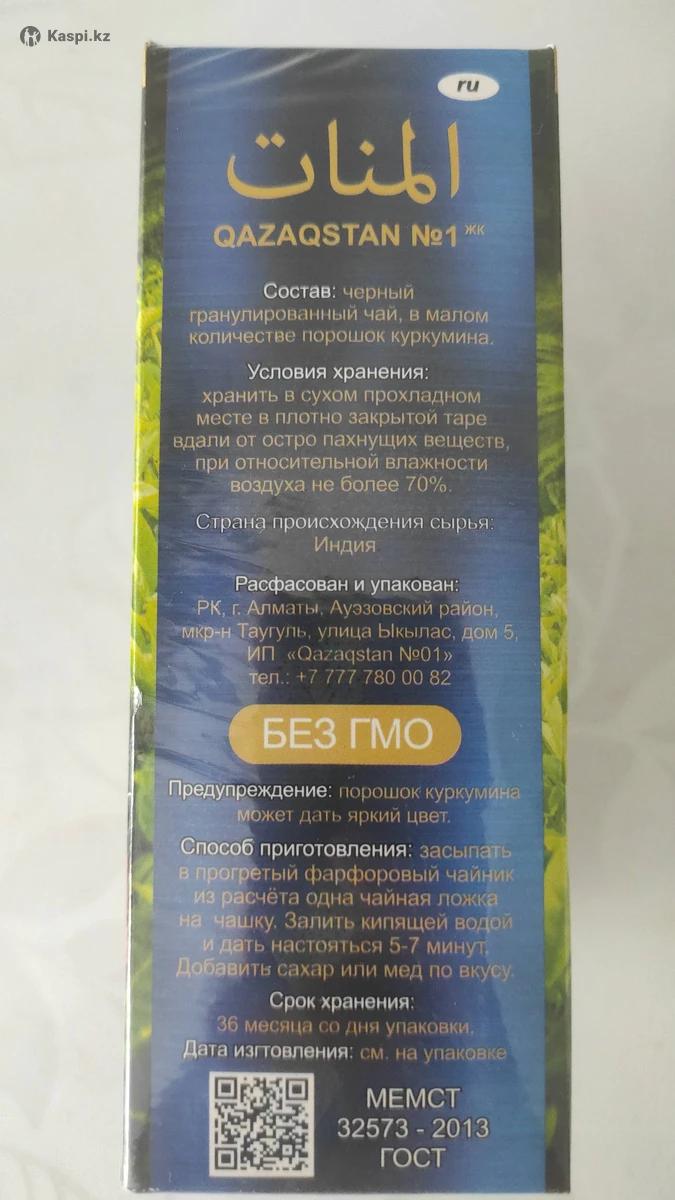 Kaspi.kz
ru
المنات
QAZAQSTAN №1 ЖК
Состав: черный
гранулированный чай, в малом
количестве порошок куркумина.
Условия хранения:
хранить в сухом прохладном
месте в плотно закрытой таре
вдали от остро пахнущих веществ,
при относительной влажности
воздуха не более 70%.
Страна происхождения сырья:
Индия
Расфасован и упакован:
РК, г. Алматы, Ауэзовский район,
мкр-н Таугуль, улица Ыкылас, дом 5,
ИП «Qazaqstan №01»
тел.: +7 777 780 00 82
БЕЗ ГМО
Предупреждение: порошок куркумина
может дать яркий цвет.
Способ приготовления: засыпать
в прогретый фарфоровый чайник
из расчёта одна чайная ложка
на чашку. Залить кипящей водой
и дать настояться 5-7 минут.
Добавить сахар или мед по вкусу.
Срок хранения:
36 месяца со дня упаковки.
Дата изгтовления: см. на упаковке
МЕМСТ
32573 - 2013
ГОСТ